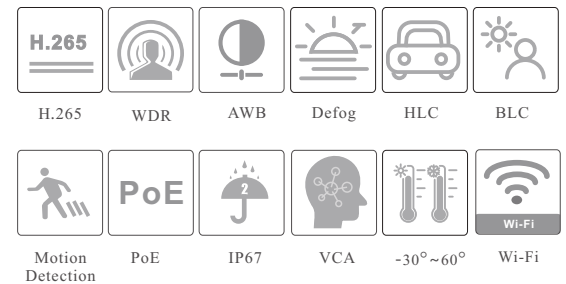 H.265
H.265
WDR
AWB
Defog
HLC
BLC
PoE
2
Wi-Fi
Motion
Detection
PoE
IP67
VCA
-30°~60°
Wi-Fi